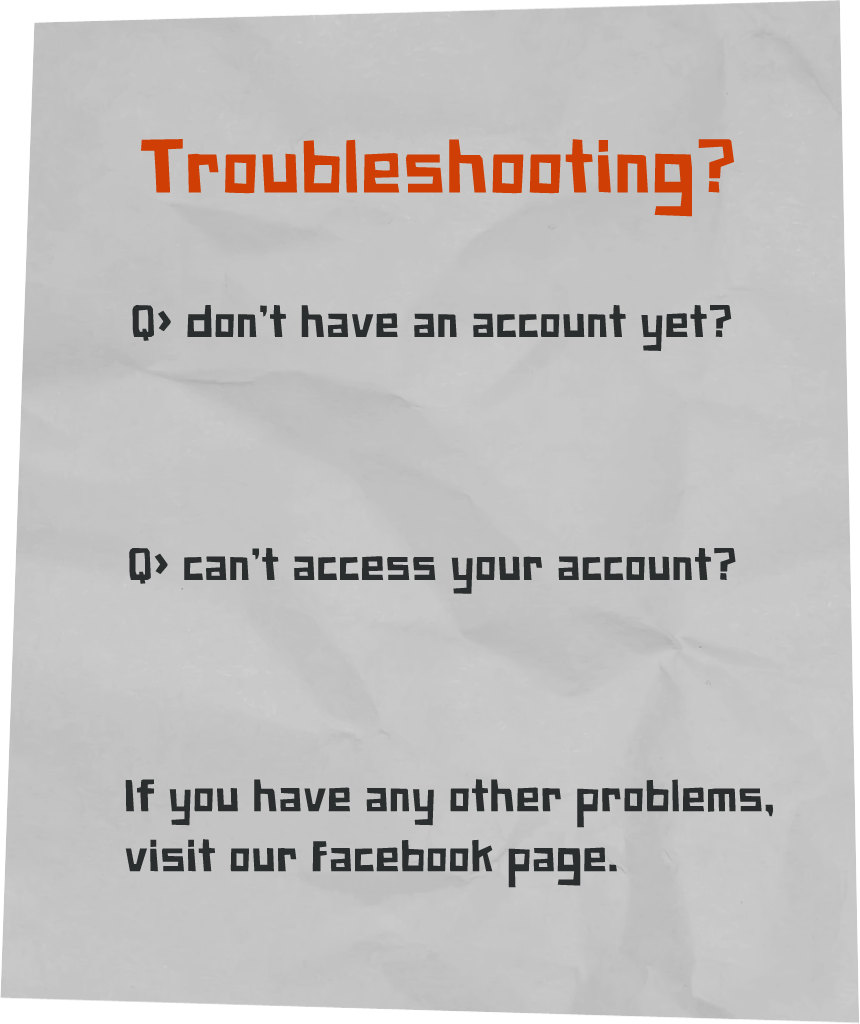 Troubleshooting?
Q> don't have an account yet?
Q> can't access your account?
If you have any other problems,
visit our facebook page.